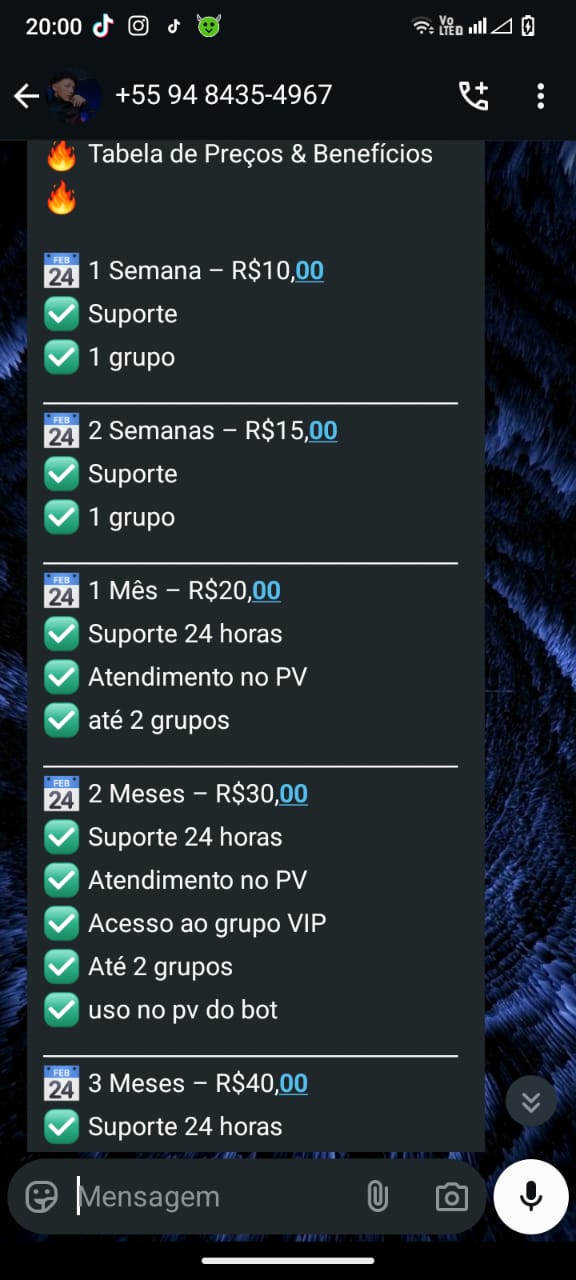 20:00
Vo
LTED
+55 94 8435-4967
🔥 Tabela de Preços & Benefícios
🔥
📅 1 Semana – R$10,00
✅ Suporte
✅ 1 grupo
📅 2 Semanas – R$15,00
✅ Suporte
✅ 1 grupo
📅 1 Mês – R$20,00
✅ Suporte 24 horas
✅ Atendimento no PV
✅ até 2 grupos
📅 2 Meses – R$30,00
✅ Suporte 24 horas
✅ Atendimento no PV
✅ Acesso ao grupo VIP
✅ Até 2 grupos
✅ uso no pv do bot
📅 3 Meses – R$40,00
✅ Suporte 24 horas
Mensagem